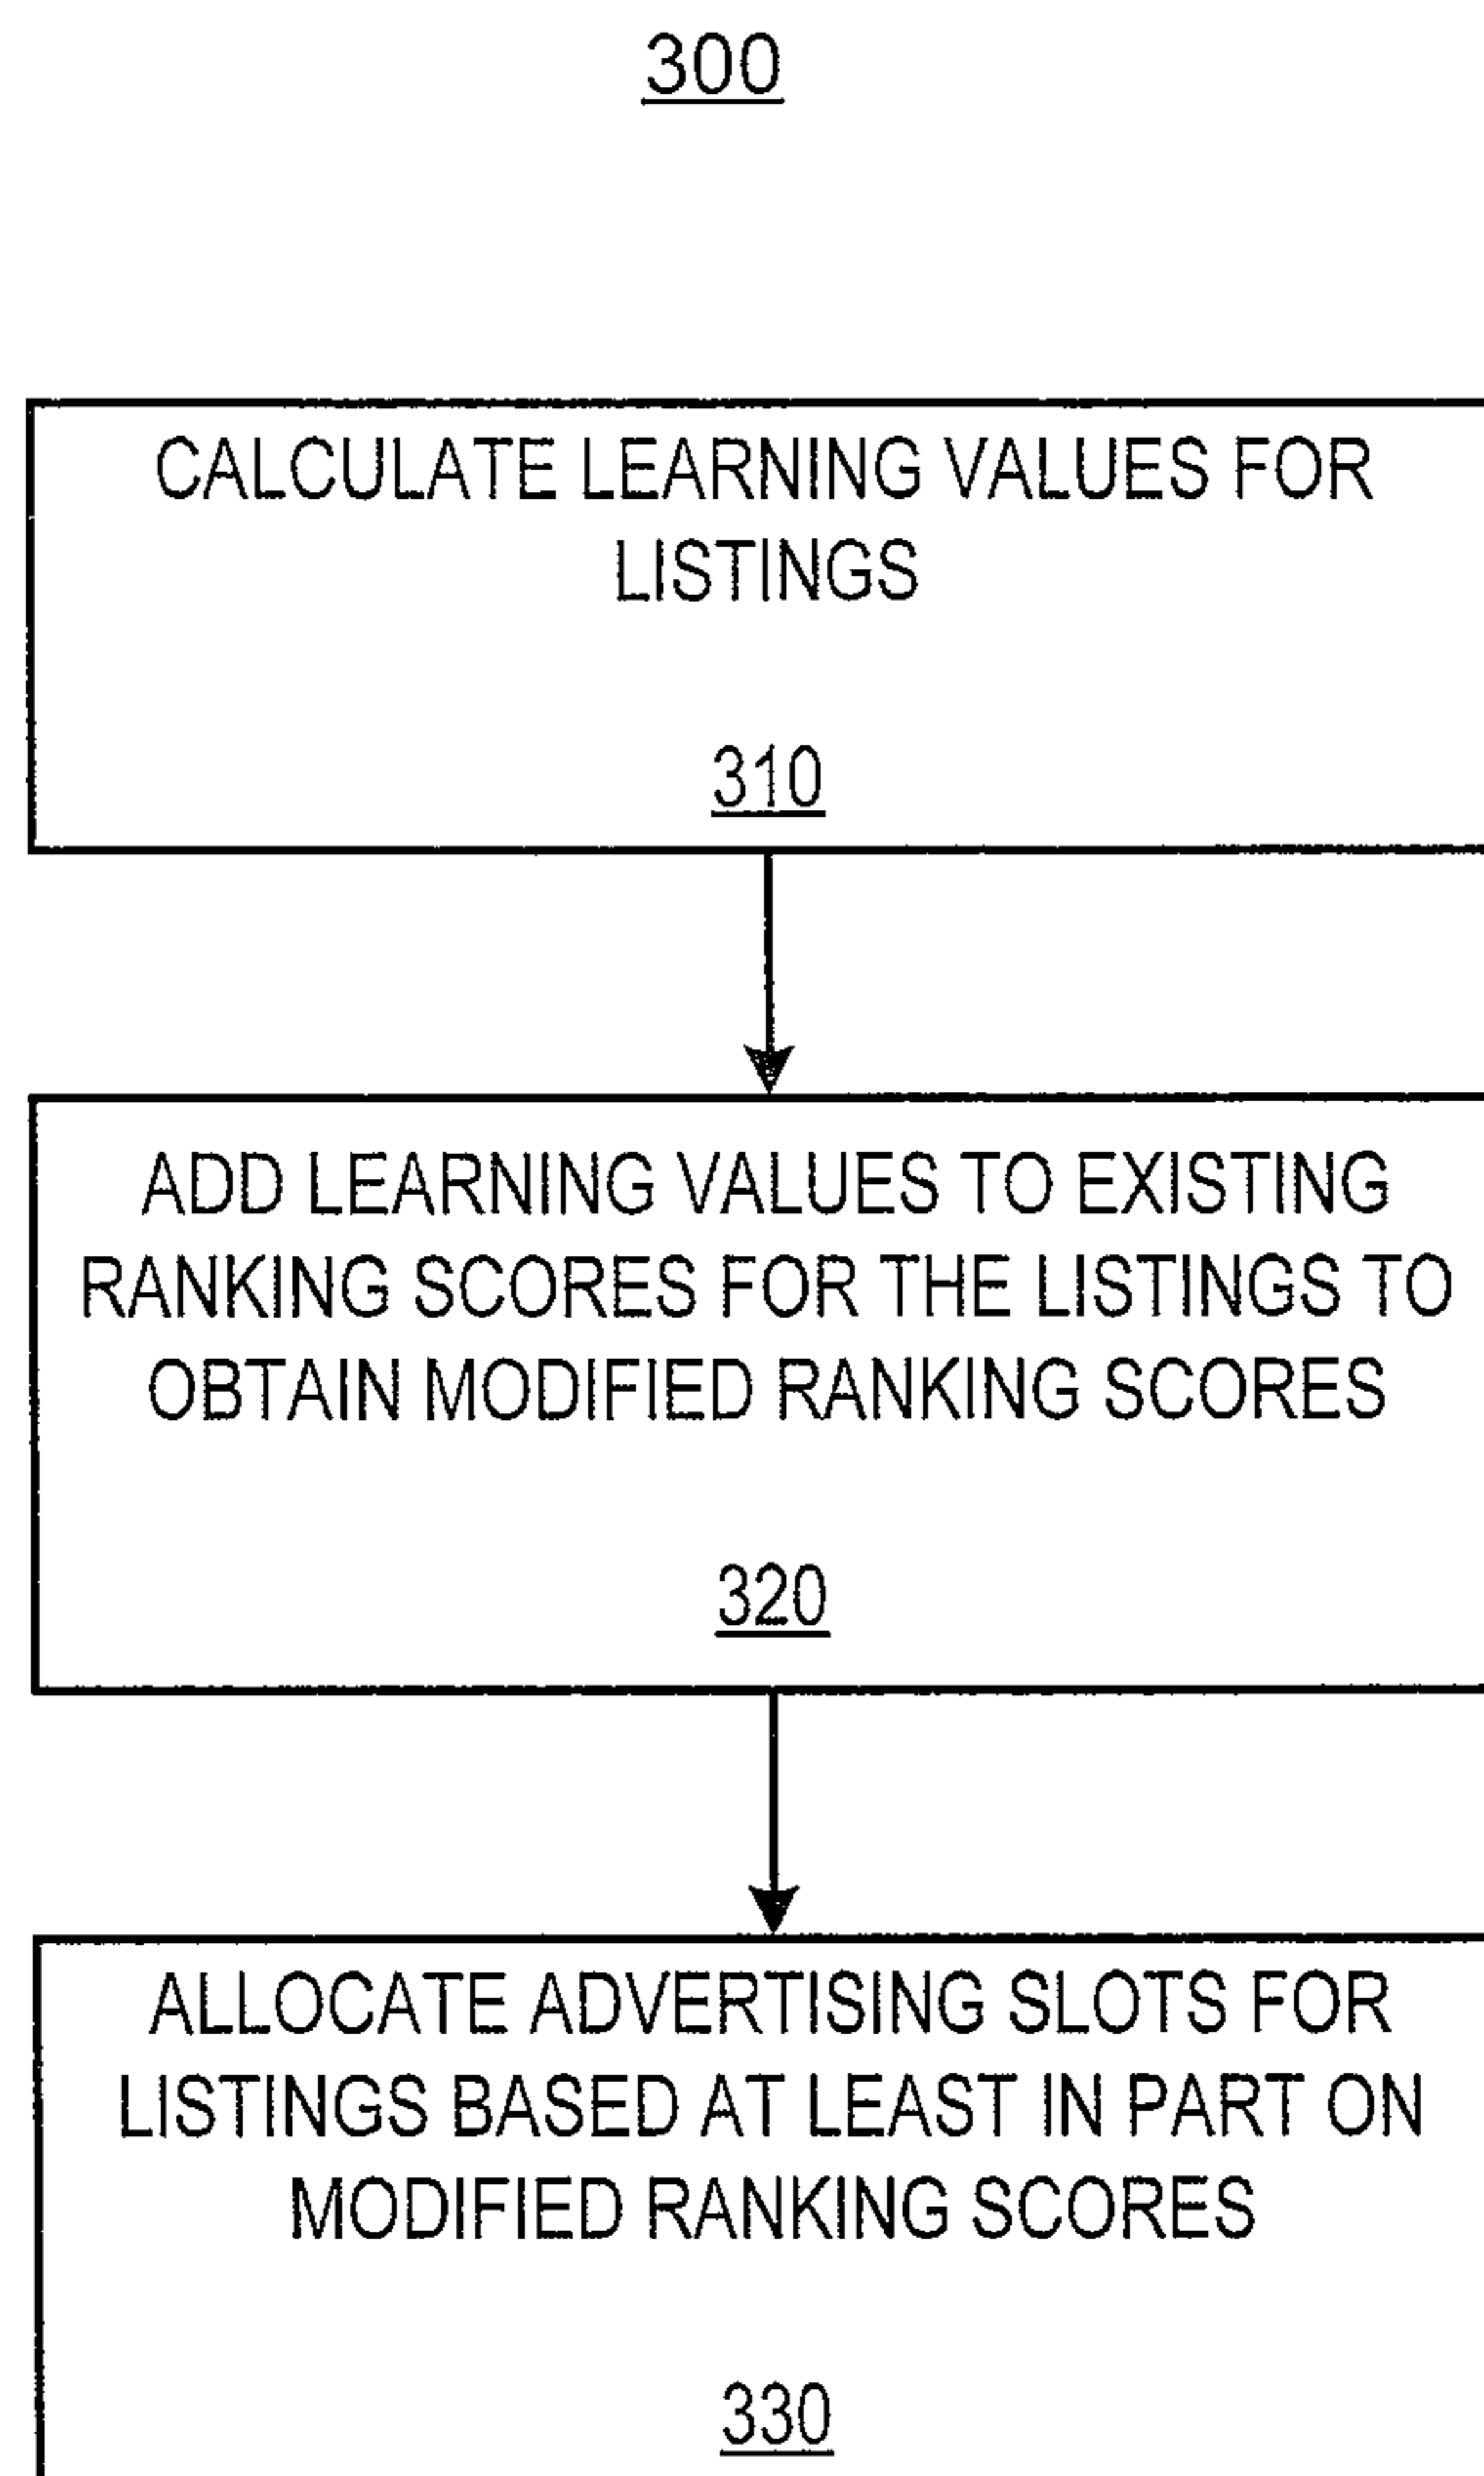 300
CALCULATE LEARNING VALUES FOR
LISTINGS
310
ADD LEARNING VALUES TO EXISTING
RANKING SCORES FOR THE LISTINGS TO
OBTAIN MODIFIED RANKING SCORES
320
ALLOCATE ADVERTISING SLOTS FOR
LISTINGS BASED AT LEAST IN PART ON
MODIFIED RANKING SCORES
330